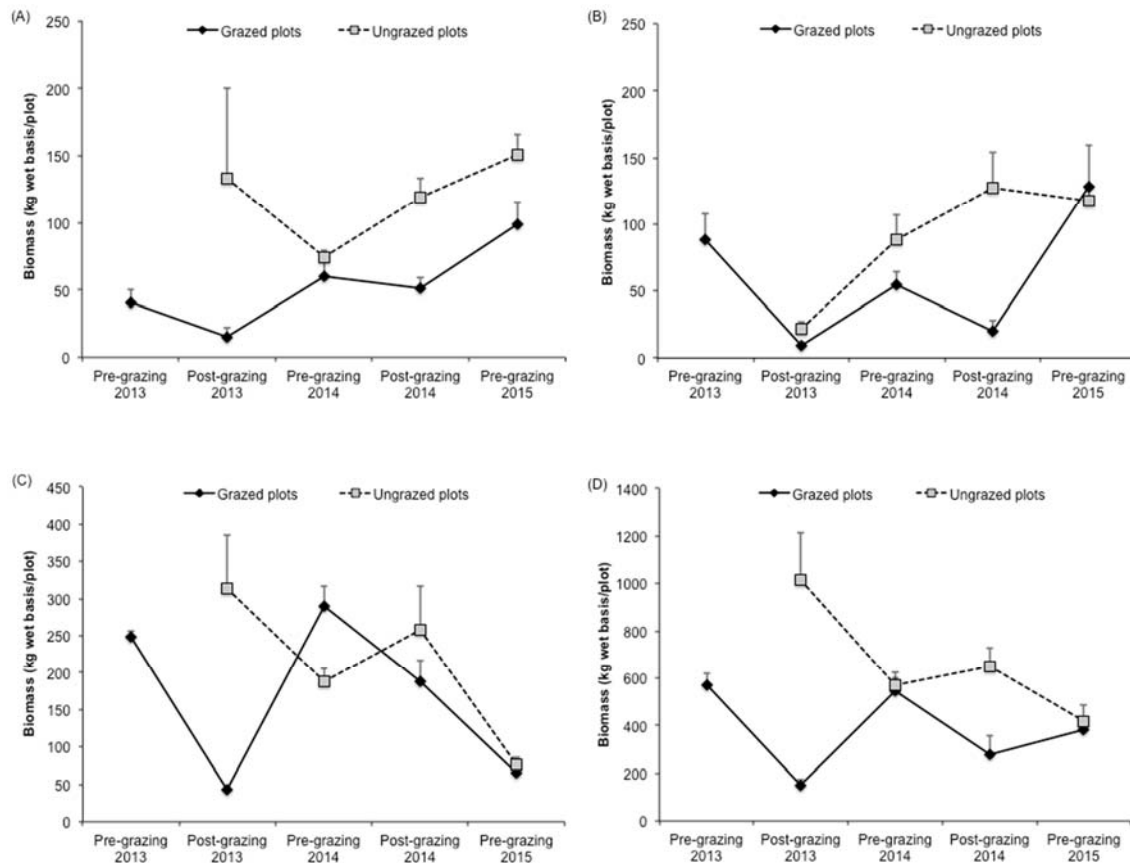 (A)
Grazed plots
Ungrazed plots
Biomass (kg wet basis/plot)
250
200
150
100
50
0
Pre-grazing Post-grazing Pre-grazing Post-grazing Pre-grazing
2013 2013 2014 2014 2015
(B)
Grazed plots
Ungrazed plots
Biomass (kg wet basis/plot)
250
200
150
100
50
0
Pre-grazing Post-grazing Pre-grazing Post-grazing Pre-grazing
2013 2013 2014 2014 2015
(C)
Grazed plots
Ungrazed plots
Biomass (kg wet basis/plot)
450
400
350
300
250
200
150
100
50
0
Pre-grazing Post-grazing Pre-grazing Post-grazing Pre-grazing
2013 2013 2014 2014 2015
(D)
Grazed plots
Ungrazed plots
Biomass (kg wet basis/plot)
1400
1200
1000
800
600
400
200
0
Pre-grazing Post-grazing Pre-grazing Post-grazing Pre-grazing
2013 2013 2014 2014 2015